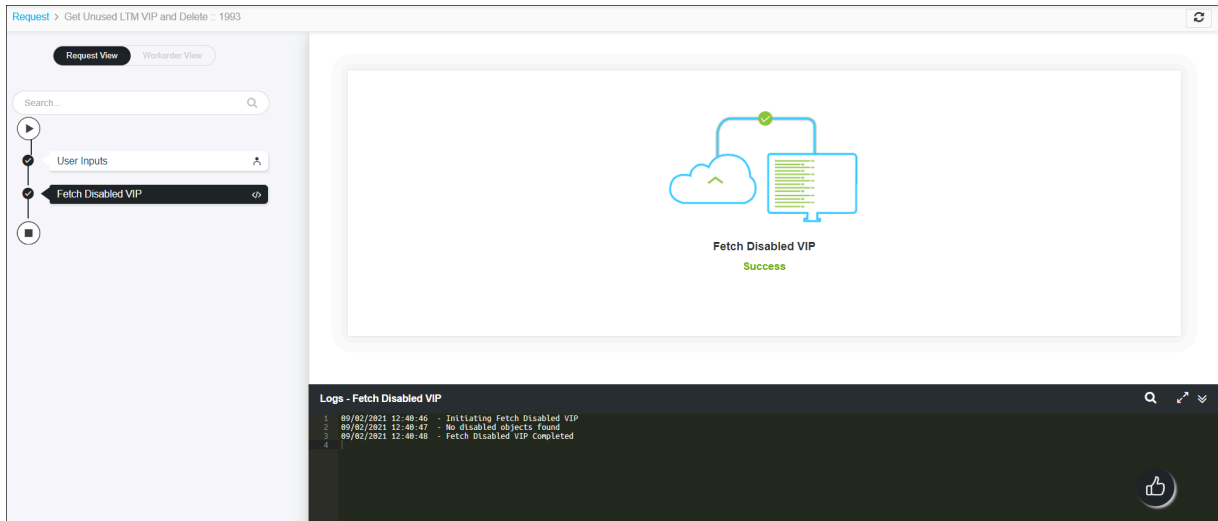 Request > Get Unused LTM VIP and Delete :: 1993
Request View
Workorder View
Search...
User Inputs
Fetch Disabled VIP
Fetch Disabled VIP
Success
Logs - Fetch Disabled VIP
1 09/02/2021 12:40:46 - Initiating Fetch Disabled VIP
2 09/02/2021 12:40:47 - No disabled objects found
3 09/02/2021 12:40:48 - Fetch Disabled VIP Completed
4